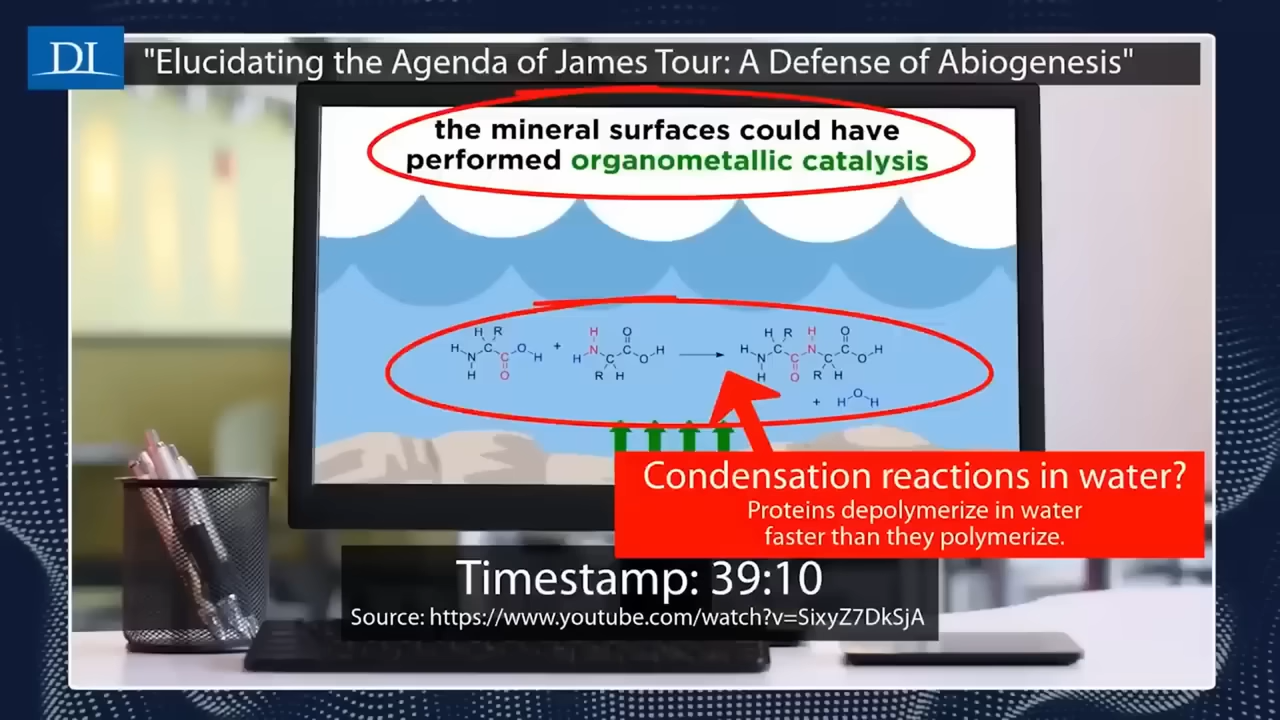 DI
"Elucidating the Agenda of James Tour: A Defense of Abiogenesis"
the mineral surfaces could have
performed organometallic catalysis
H R
H N C C O H
H O
+
H O
H N C C O H
R H
H R H O
H N C C N C C O H
H O R H
+ H O H
Condensation reactions in water?
Proteins depolymerize in water
faster than they polymerize.
Timestamp: 39:10
Source: https://www.youtube.com/watch?v=SixyZ7DkSjA